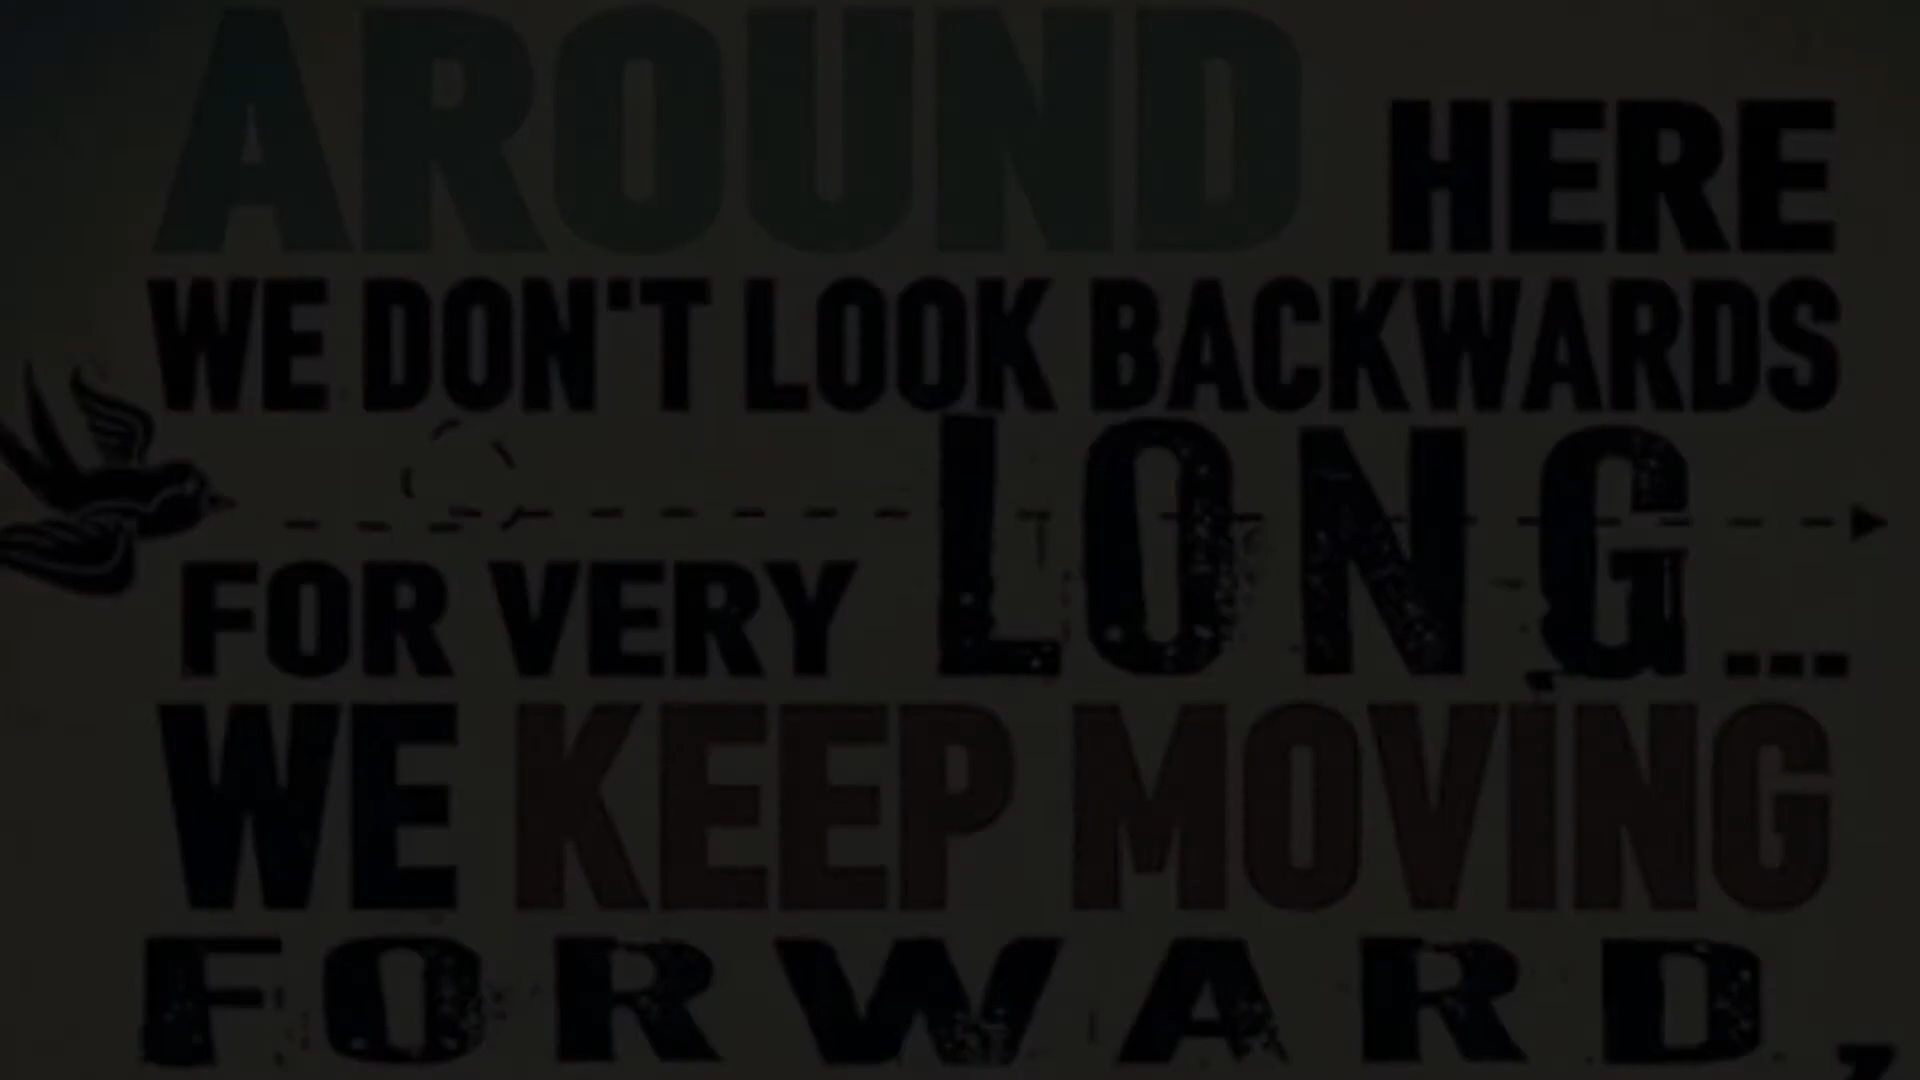 AROUND HERE
WE DON'T LOOK BACKWARDS
FOR VERY LONG...
WE KEEP MOVING
FORWARD,